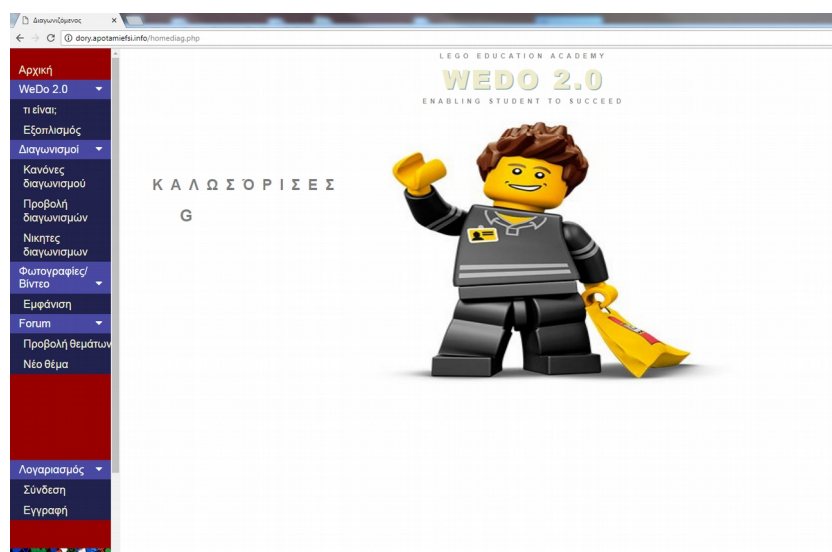 Διαγωνιζόμενος
dory.apotamiefsi.info/homediag.php
Αρχική
WeDo 2.0
τι είναι;
Εξοπλισμός
Διαγωνισμοί
Κανόνες
διαγωνισμού
Προβολή
διαγωνισμών
Νικητες
διαγωνισμων
Φωτογραφίες/
Βίντεο
Εμφάνιση
Forum
Προβολή θεμάτων
Νέο θέμα
Λογαριασμός
Σύνδεση
Εγγραφή
LEGO EDUCATION ACADEMY
WEDO 2.0
ENABLING STUDENT TO SUCCEED
ΚΑΛΩΣΌΡΙΣΕΣ
G